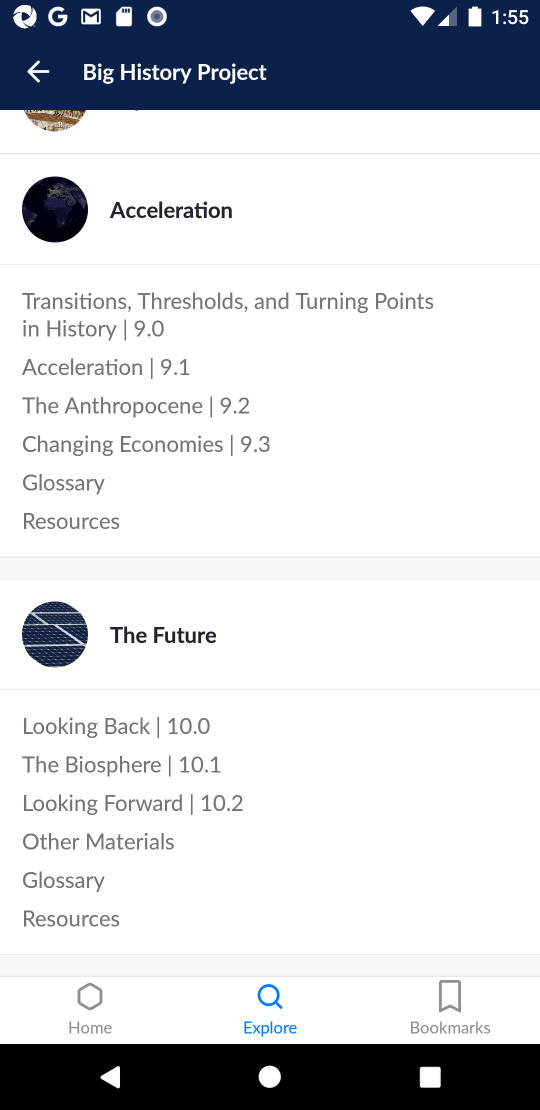 1:55
Big History Project
Acceleration
Transitions, Thresholds, and Turning Points
in History | 9.0
Acceleration | 9.1
The Anthropocene | 9.2
Changing Economies | 9.3
Glossary
Resources
The Future
Looking Back | 10.0
The Biosphere | 10.1
Looking Forward | 10.2
Other Materials
Glossary
Resources
Home
Explore
Bookmarks